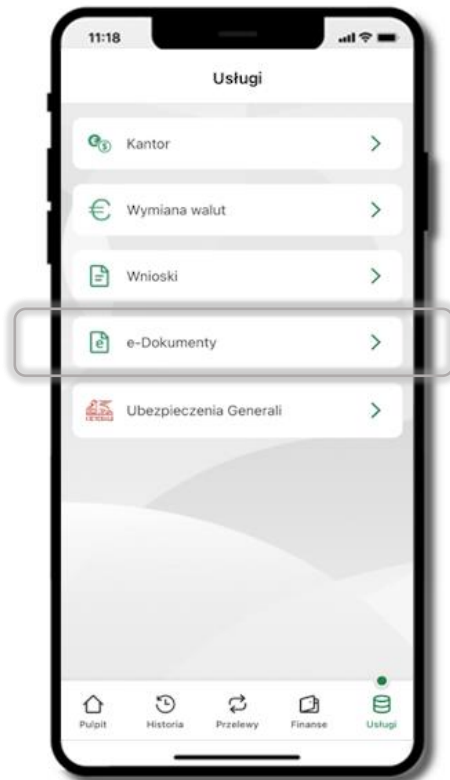 11:18
Usługi
Kantor
Wymiana walut
Wnioski
e-Dokumenty
Ubezpieczenia Generali
Pulpit
Historia
Przelewy
Finanse
Usługi